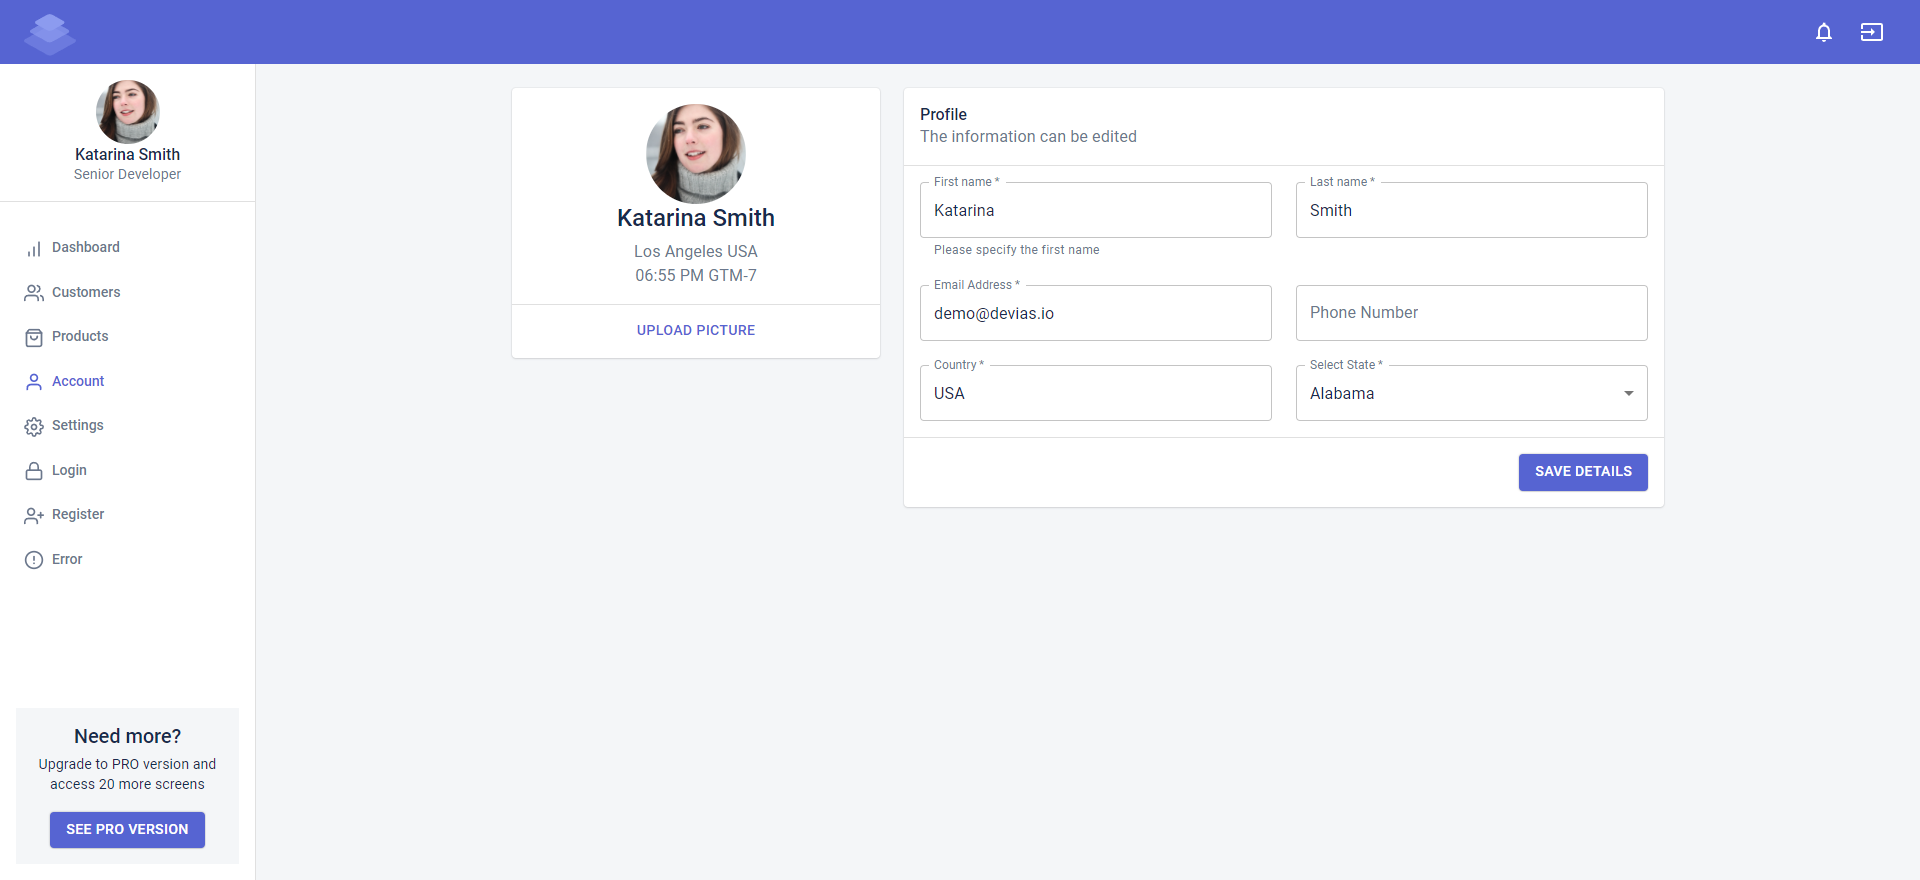 Katarina Smith
Senior Developer
Dashboard
Customers
Products
Account
Settings
Login
Register
Error
Need more?
Upgrade to PRO version and
access 20 more screens
SEE PRO VERSION
Katarina Smith
Los Angeles USA
06:55 PM GTM-7
UPLOAD PICTURE
Profile
The information can be edited
First name *
Katarina
Please specify the first name
Last name *
Smith
Email Address *
demo@devias.io
Phone Number
Country *
USA
Select State *
Alabama
SAVE DETAILS